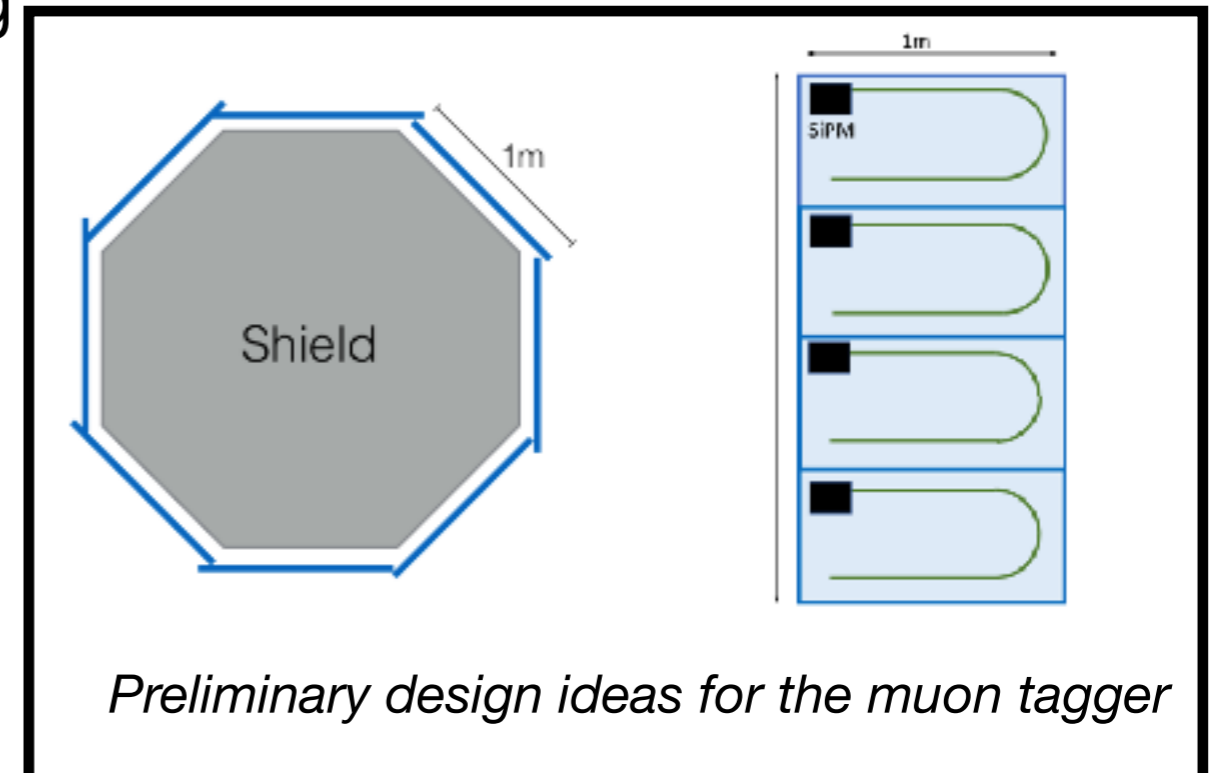 g
1m
Shield
1m
SiPM
Preliminary design ideas for the muon tagger